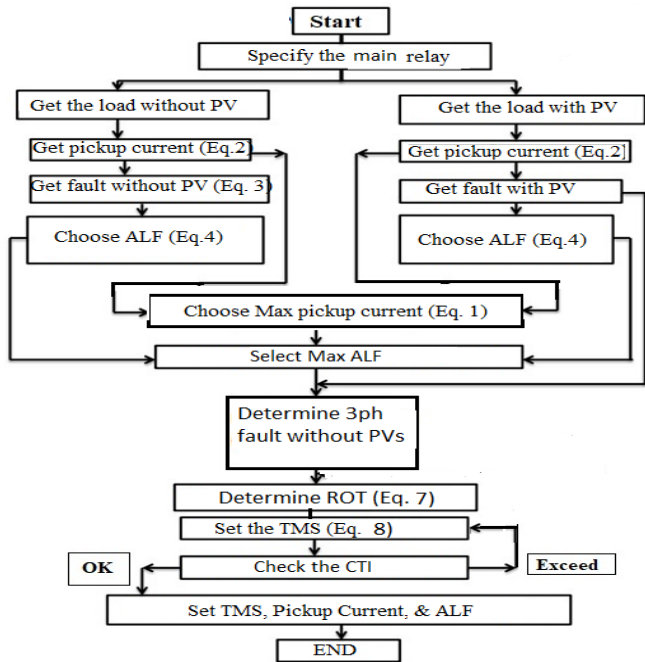 Start
Specify the main relay
Get the load without PV
Get the load with PV
Get pickup current (Eq.2)
Get pickup current (Eq.2)
Get fault without PV (Eq. 3)
Get fault with PV
Choose ALF (Eq.4)
Choose ALF (Eq.4)
Choose Max pickup current (Eq. 1)
Select Max ALF
Determine 3ph
fault without PVs
Determine ROT (Eq. 7)
Set the TMS (Eq. 8)
OK
Check the CTI
Exceed
Set TMS, Pickup Current, & ALF
END